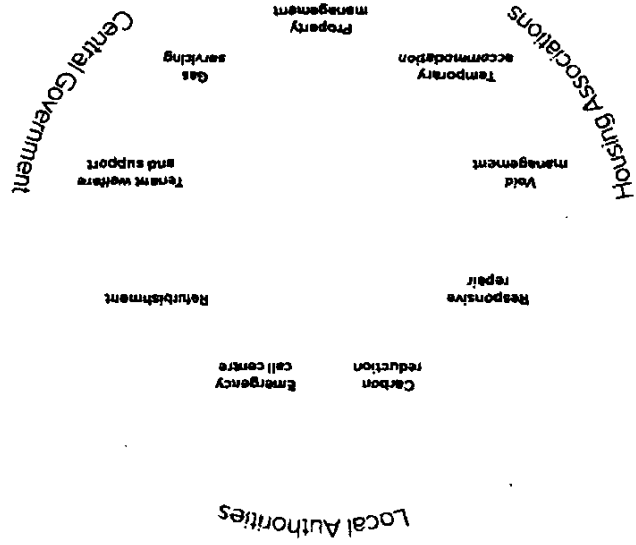 Local Authorities
Carbon
reduction
Emergency
call centre
Responsive
repair
Refurbishment
Void
management
Tenant welfare
and support
Housing Associations
Central Government
Temporary
accommodation
Gas
servicing
Property
management